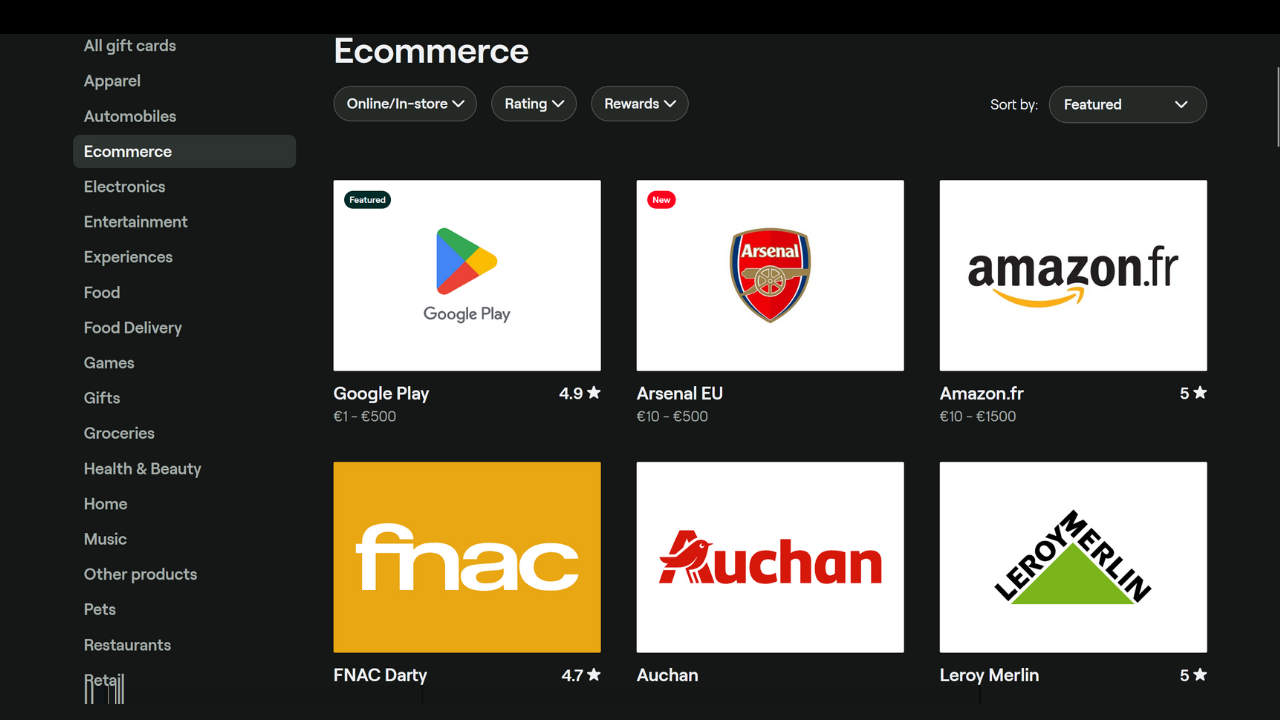 All gift cards
Apparel
Automobiles
Ecommerce
Electronics
Entertainment
Experiences
Food
Food Delivery
Games
Gifts
Groceries
Health & Beauty
Home
Music
Other products
Pets
Restaurants
Retail
Ecommerce
Online/In-store
Rating
Rewards
Sort by:
Featured
Featured
Google Play
New
Arsenal
amazon.fr
Google Play
4.9
€1 - €500
Arsenal EU
€10 - €500
Amazon.fr
5
€10 - €1500
fnac
Auchan
LEROY MERLIN
FNAC Darty
4.7
Auchan
Leroy Merlin
5